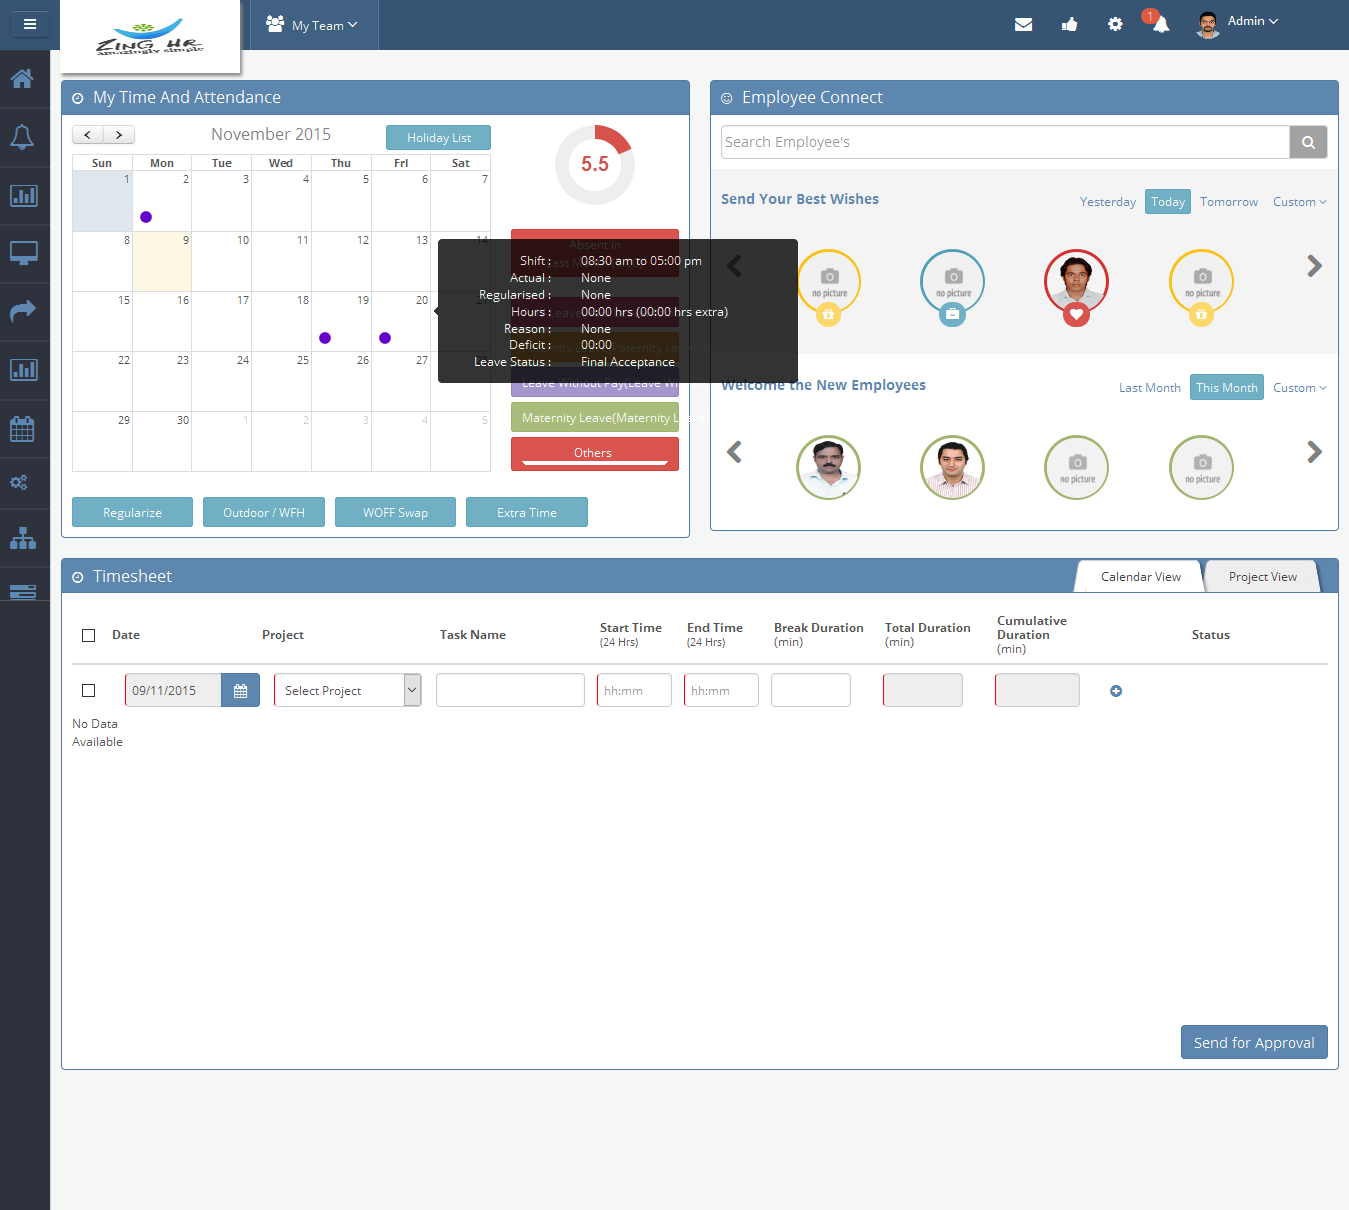 ZING HR
amazingly simple
My Team
1
Admin
My Time And Attendance
November 2015
Holiday List
Sun Mon Tue Wed Thu Fri Sat
1 2 3 4 5 6 7
8 9 10 11 12 13 14
15 16 17 18 19 20 21
22 23 24 25 26 27
29 30 1 2 3 4 5
5.5
Absent in
Shift : 08:30 am to 05:00 pm
Actual : None
Regularised : None
Hours : 00:00 hrs (00:00 hrs extra)
Reason : None
Deficit : 00:00
Leave Status : Final Acceptance
Leave Without Pay(Leave Wi
Maternity Leave(Maternity Le
Others
Regularize
Outdoor / WFH
WOFF Swap
Extra Time
Employee Connect
Search Employee's
Send Your Best Wishes
Yesterday Today Tomorrow Custom
no picture
no picture
no picture
Welcome the New Employees
Last Month This Month Custom
no picture
no picture
Timesheet
Calendar View
Project View
Date Project Task Name Start Time (24 Hrs) End Time (24 Hrs) Break Duration (min) Total Duration (min) Cumulative Duration (min) Status
09/11/2015 Select Project hh:mm hh:mm
No Data
Available
Send for Approval